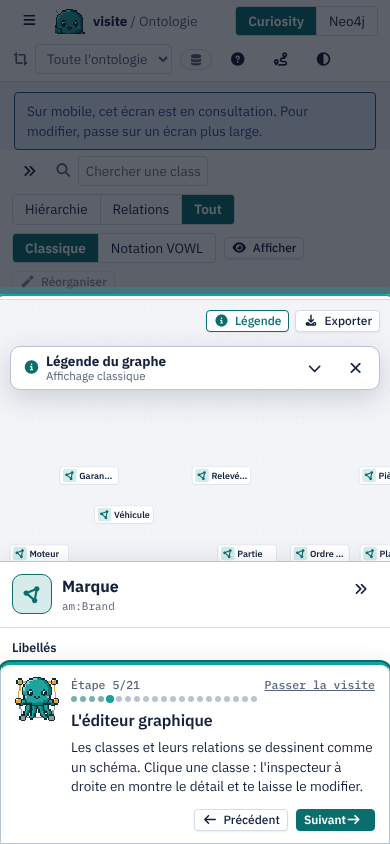 visite / Ontologie
Curiosity
Neo4j
Toute l'ontologie
Sur mobile, cet écran est en consultation. Pour
modifier, passe sur un écran plus large.
Chercher une class
Hiérarchie
Relations
Tout
Classique
Notation VOWL
Afficher
Réorganiser
Légende
Exporter
Légende du graphe
Affichage classique
Garan...
Relevé...
Piè
Véhicule
Moteur
Partie
Ordre ...
Pla
Marque
am:Brand
Libellés
Étape 5/21
Passer la visite
L'éditeur graphique
Les classes et leurs relations se dessinent comme
un schéma. Clique une classe : l'inspecteur à
droite en montre le détail et te laisse le modifier.
Précédent
Suivant